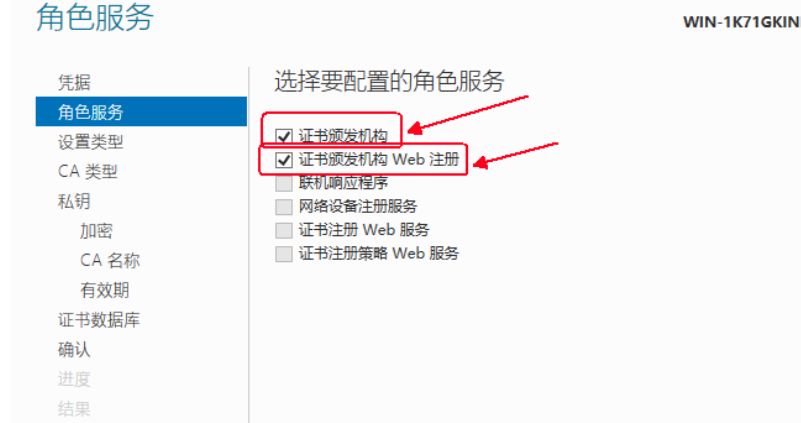 角色服务
WIN-1K71GKIN
凭据
角色服务
设置类型
CA 类型
私钥
加密
CA 名称
有效期
证书数据库
确认
进度
结果
选择要配置的角色服务
证书颁发机构
证书颁发机构 Web 注册
联机响应程序
网络设备注册服务
证书注册 Web 服务
证书注册策略 Web 服务